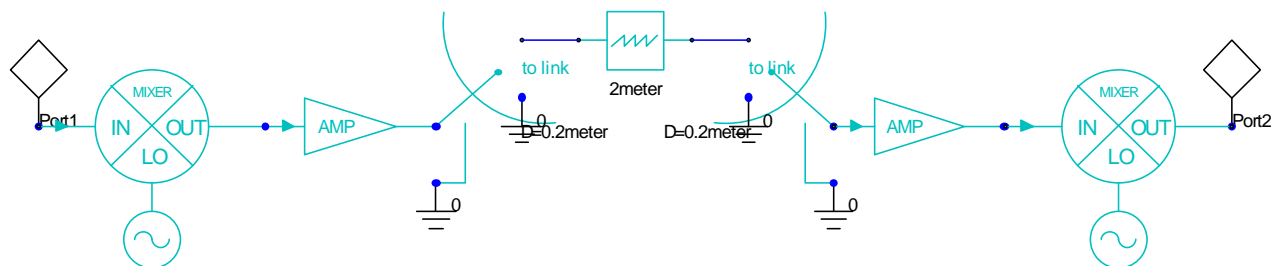 to link
to link
2meter
MIXER
MIXER
Port1
IN
OUT
AMP
0
D=0.2meter
D=0.2meter
0
AMP
IN
OUT
Port2
LO
LO
0
0